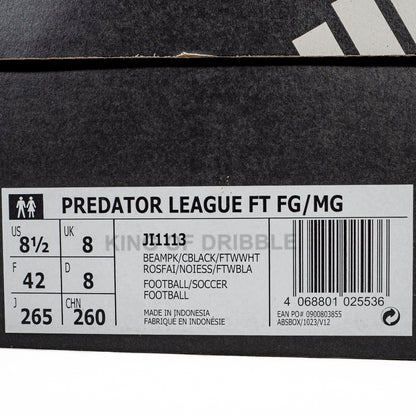 PREDATOR LEAGUE FT FG/MG
US 8½ UK 8
F 42 D 8
J 265 CHN 260
JI1113
KING OF DRIBBLE
BEAMPK/CBLACK/FTWWHT
ROSFAI/NOIESS/FTWBLA
FOOTBALL/SOCCER
FOOTBALL
MADE IN INDONESIA
FABRIQUÉ EN INDONÉSIE
4 068801 025536
EAN PO# 0900803855
ABSBOX/1023/V12